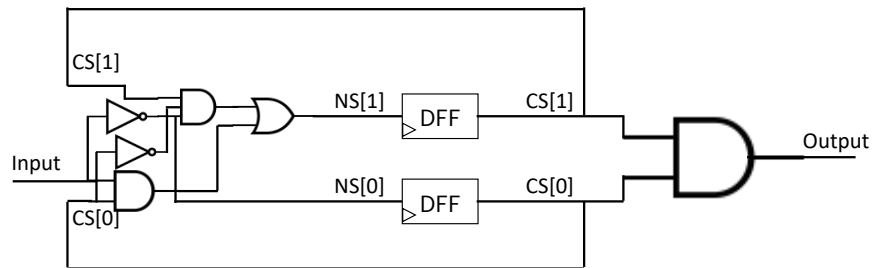 CS[1]
NS[1]
DFF
CS[1]
Input
Output
NS[0]
DFF
CS[0]
CS[0]